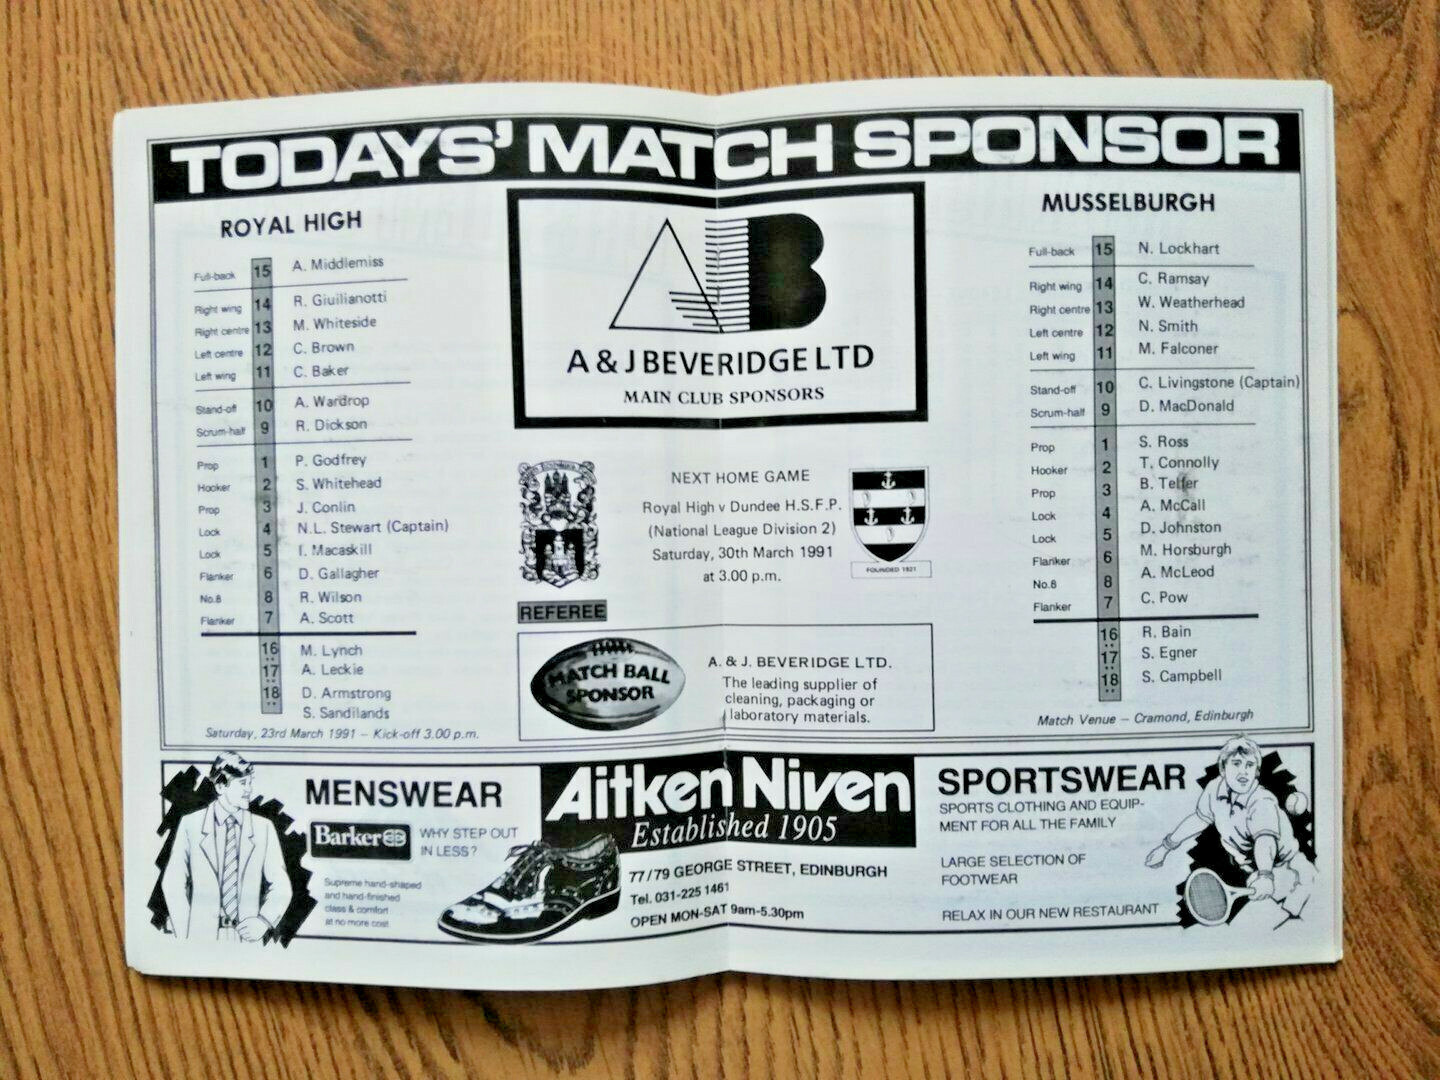 TODAYS' MATCH SPONSOR
ROYAL HIGH
Full-back 15 A. Middlemiss
Right wing 14 R. Giuilianotti
Right centre 13 M. Whiteside
Left centre 12 C. Brown
Left wing 11 C. Baker
Stand-off 10 A. Wardrop
Scrum-half 9 R. Dickson
Prop 1 P. Godfrey
Hooker 2 S. Whitehead
Prop 3 J. Conlin
Lock 4 N.L. Stewart (Captain)
Lock 5 I. Macaskill
Flanker 6 D. Gallagher
No.8 8 R. Wilson
Flanker 7 A. Scott
16 M. Lynch
17 A. Leckie
18 D. Armstrong
S. Sandilands
Saturday, 23rd March 1991 – Kick-off 3.00 p.m.
AB
A & J BEVERIDGE LTD
MAIN CLUB SPONSORS
NEXT HOME GAME
Royal High v Dundee H.S.F.P.
(National League Division 2)
Saturday, 30th March 1991
at 3.00 p.m.
FOUNDED 1921
REFEREE
MATCH BALL
SPONSOR
A. & J. BEVERIDGE LTD.
The leading supplier of
cleaning, packaging or
laboratory materials.
MUSSELBURGH
Full-back 15 N. Lockhart
Right wing 14 C. Ramsay
Right centre 13 W. Weatherhead
Left centre 12 N. Smith
Left wing 11 M. Falconer
Stand-off 10 C. Livingstone (Captain)
Scrum-half 9 D. MacDonald
Prop 1 S. Ross
Hooker 2 T. Connolly
Prop 3 B. Telfer
Lock 4 A. McCall
Lock 5 D. Johnston
Flanker 6 M. Horsburgh
No.8 8 A. McLeod
Flanker 7 C. Pow
16 R. Bain
17 S. Egner
18 S. Campbell
Match Venue – Cramond, Edinburgh
MENSWEAR
Barker
WHY STEP OUT
IN LESS?
Supreme hand-shaped
and hand-finished
class & comfort
at no more cost
Aitken Niven
Established 1905
77/79 GEORGE STREET, EDINBURGH
Tel. 031-225 1461
OPEN MON-SAT 9am-5.30pm
SPORTSWEAR
SPORTS CLOTHING AND EQUIP-
MENT FOR ALL THE FAMILY
LARGE SELECTION OF
FOOTWEAR
RELAX IN OUR NEW RESTAURANT